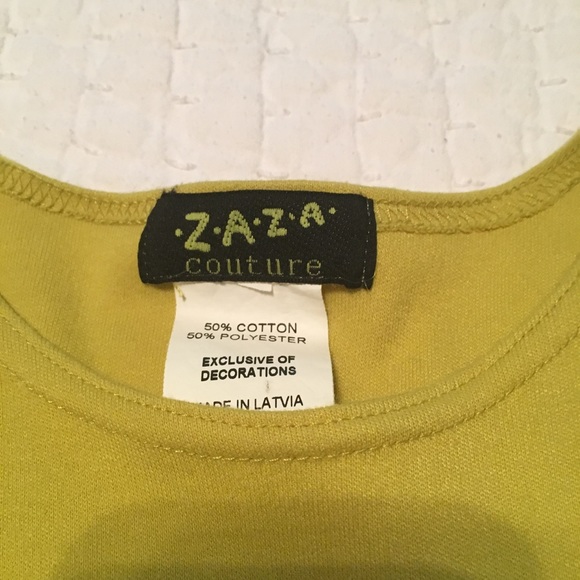 ·Z·A·Z·A·
couture
50% COTTON
50% POLYESTER
EXCLUSIVE OF
DECORATIONS
MADE IN LATVIA